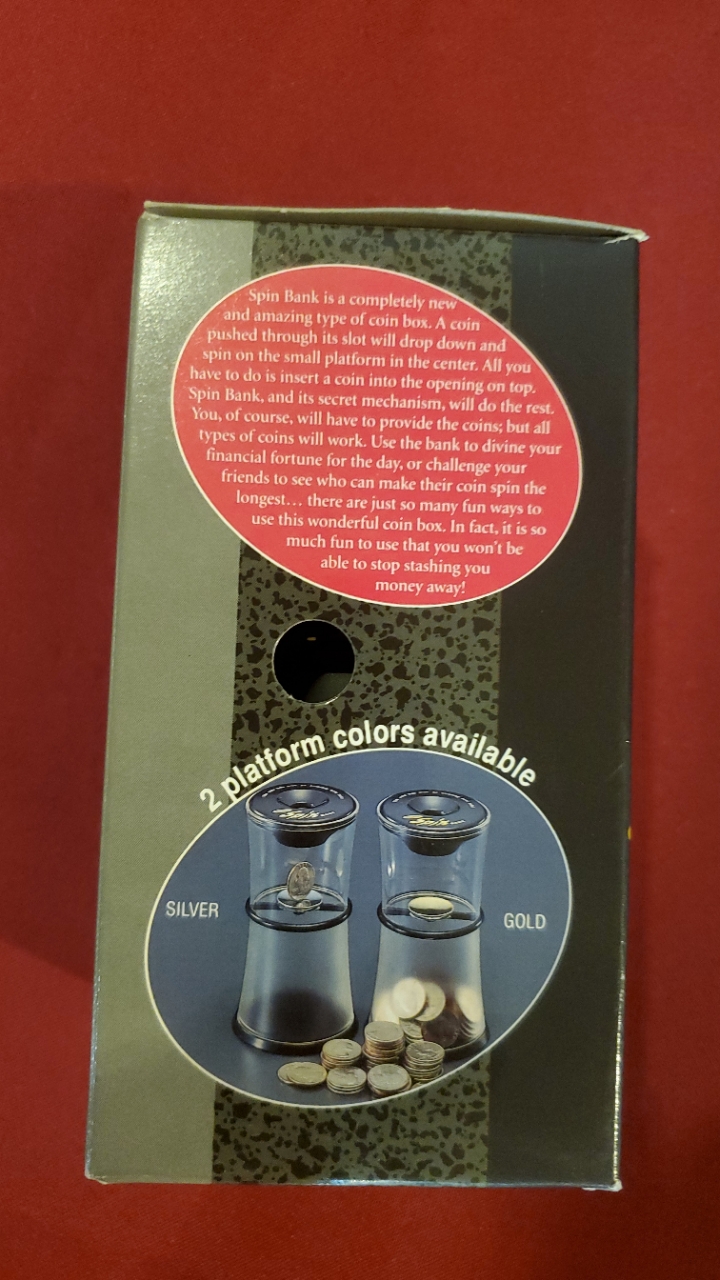 Spin Bank is a completely new
and amazing type of coin box. A coin
pushed through its slot will drop down and
spin on the small platform in the center. All you
have to do is insert a coin into the opening on top.
Spin Bank, and its secret mechanism, will do the rest.
You, of course, will have to provide the coins; but all
types of coins will work. Use the bank to divine your
financial fortune for the day, or challenge your
friends to see who can make their coin spin the
longest... there are just so many fun ways to
use this wonderful coin box. In fact, it is so
much fun to use that you won't be
able to stop stashing you
money away!
2 platform colors available
SILVER
GOLD